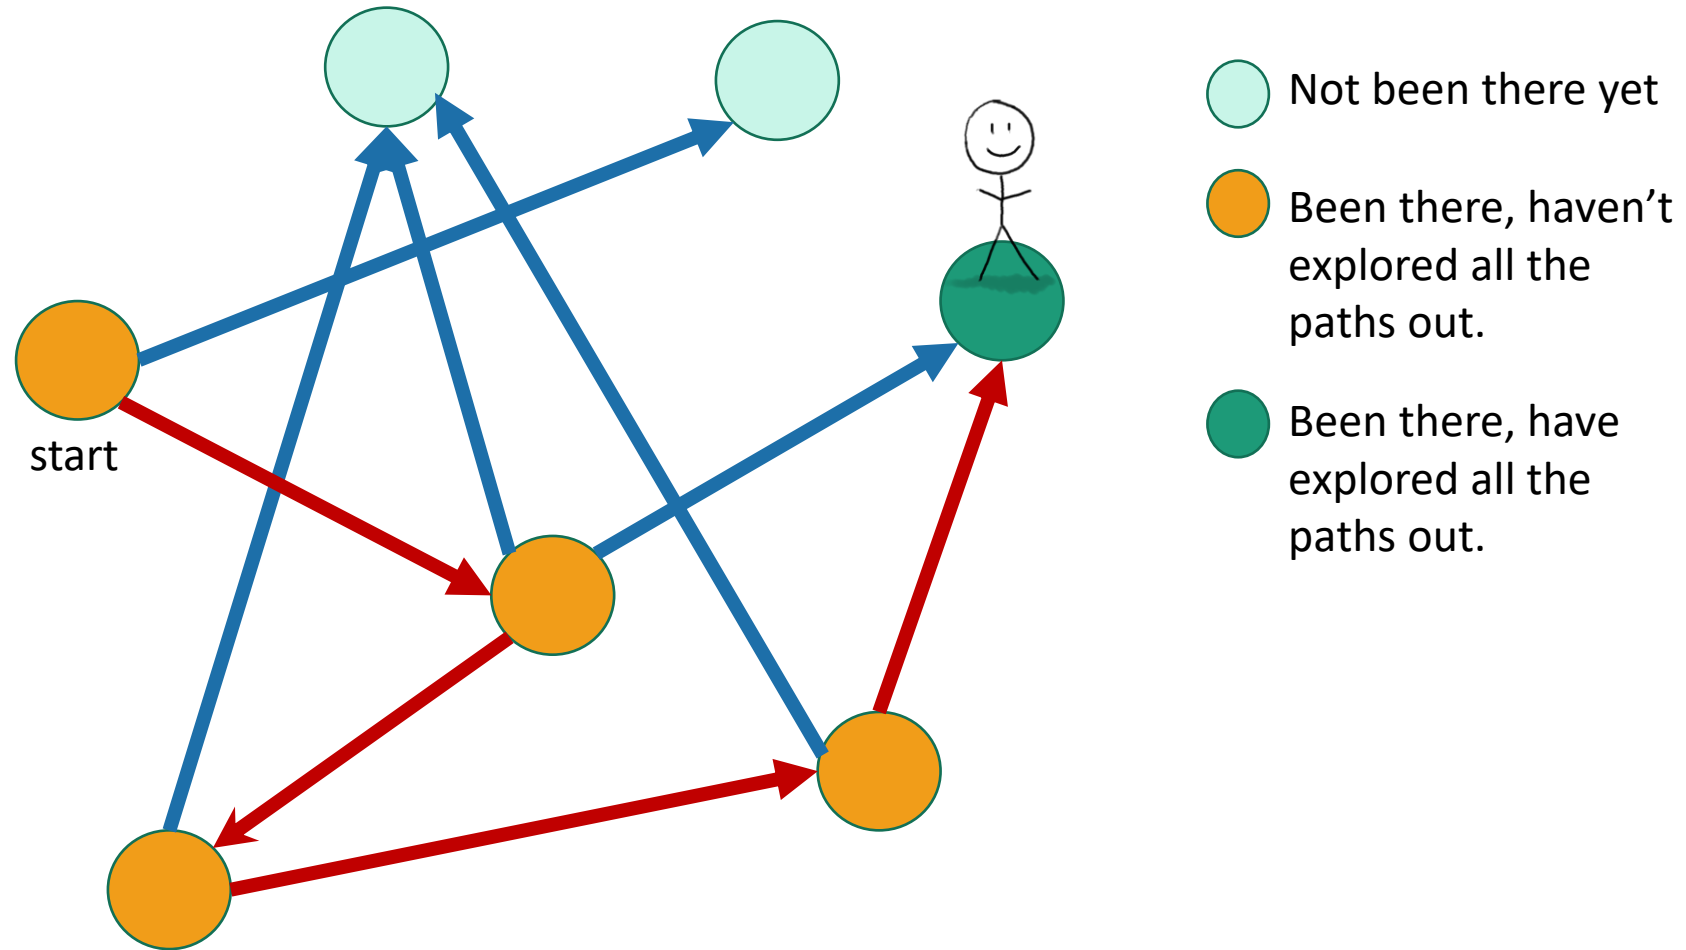 start
Not been there yet
Been there, haven’t
explored all the
paths out.
Been there, have
explored all the
paths out.